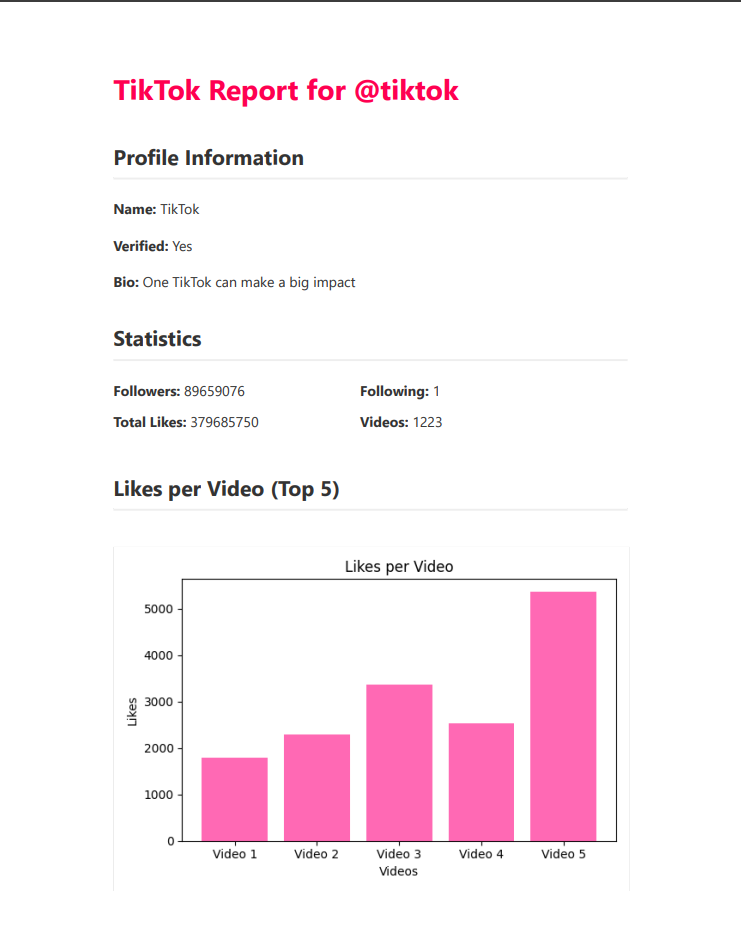 TikTok Report for @tiktok
Profile Information
Name: TikTok
Verified: Yes
Bio: One TikTok can make a big impact
Statistics
Followers: 89659076
Following: 1
Total Likes: 379685750
Videos: 1223
Likes per Video (Top 5)
Likes per Video
Likes
5000
4000
3000
2000
1000
0
Video 1
Video 2
Video 3
Video 4
Video 5
Videos